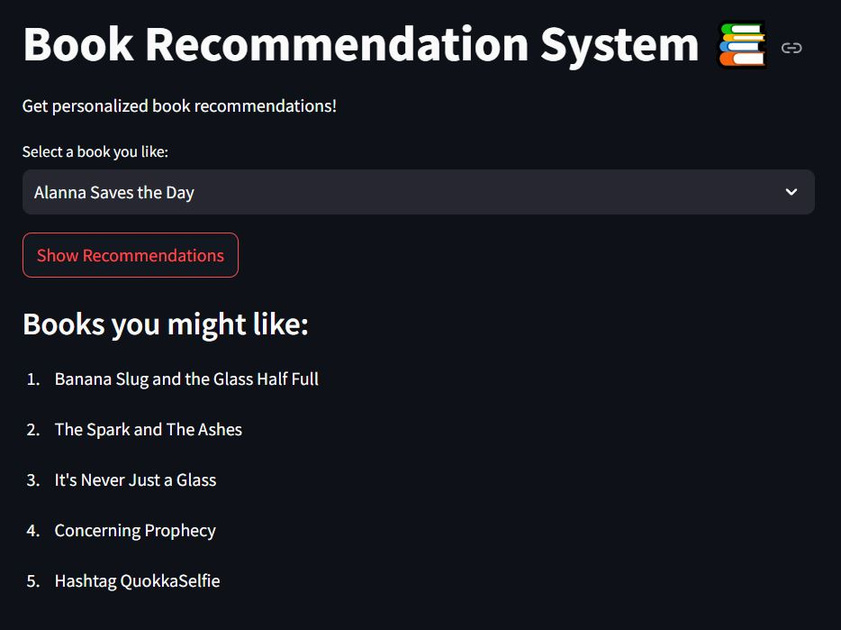 Book Recommendation System
Get personalized book recommendations!
Select a book you like:
Alanna Saves the Day
Show Recommendations
Books you might like:
1. Banana Slug and the Glass Half Full
2. The Spark and The Ashes
3. It's Never Just a Glass
4. Concerning Prophecy
5. Hashtag QuokkaSelfie